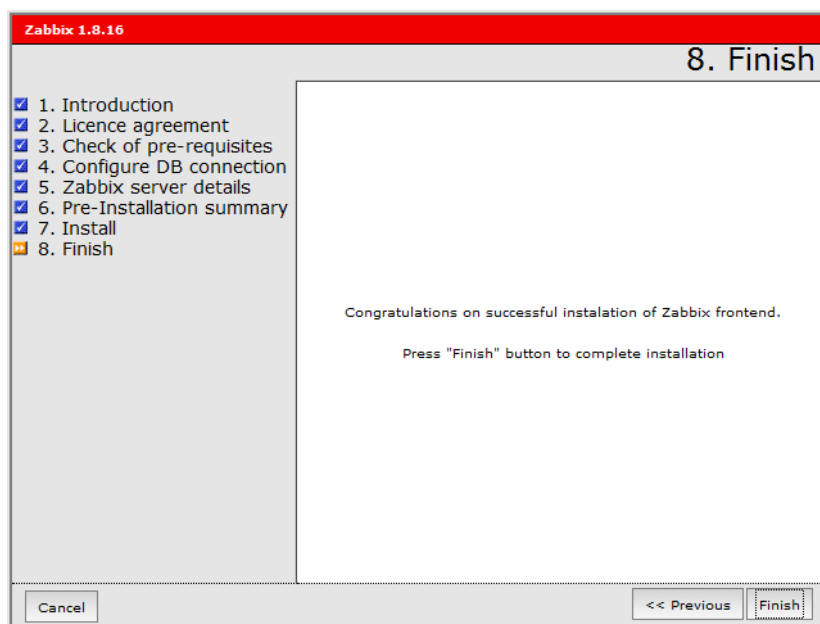 Zabbix 1.8.16
8. Finish
1. Introduction
2. Licence agreement
3. Check of pre-requisites
4. Configure DB connection
5. Zabbix server details
6. Pre-Installation summary
7. Install
8. Finish
Congratulations on successful instalation of Zabbix frontend.
Press "Finish" button to complete installation
Cancel
<< Previous
Finish